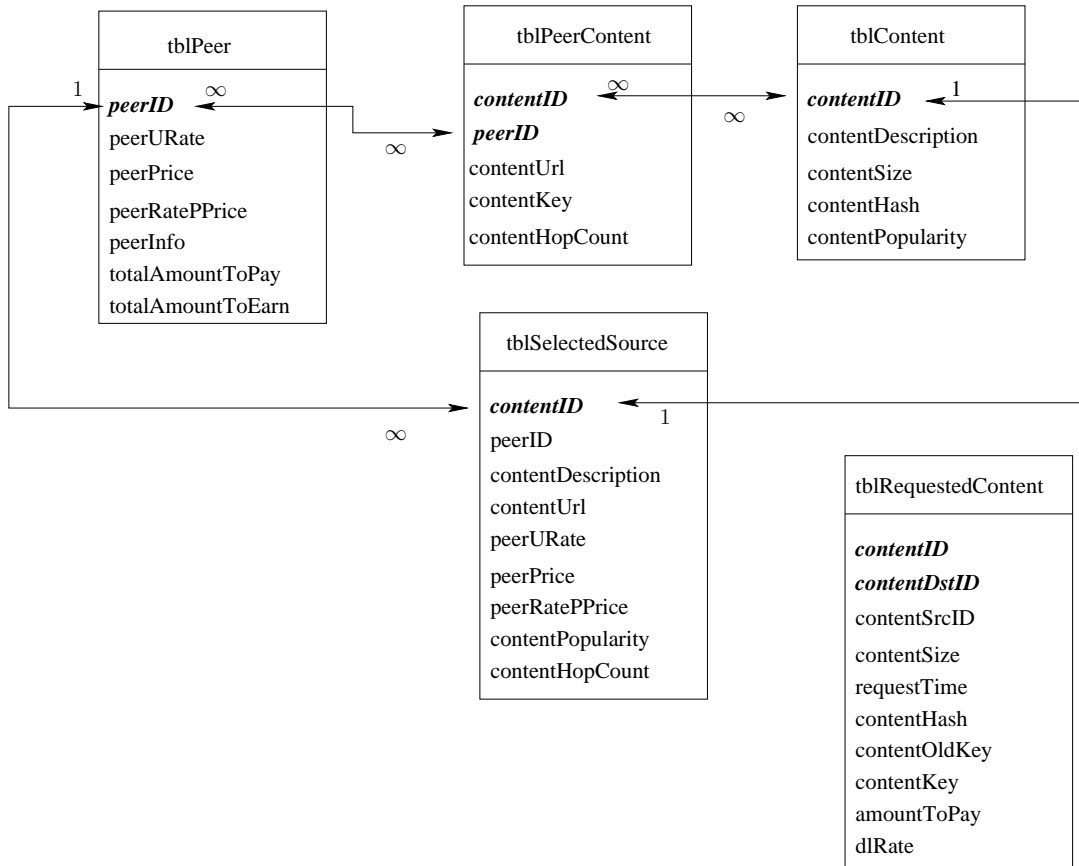 tblPeer
1
peerID
∞
peerURate
peerPrice
peerRatePPrice
peerInfo
totalAmountToPay
totalAmountToEarn
∞
tblPeerContent
contentID
∞
peerID
contentUrl
contentKey
contentHopCount
∞
tblContent
contentID
1
contentDescription
contentSize
contentHash
contentPopularity
tblSelectedSource
contentID
1
∞
peerID
contentDescription
contentUrl
peerURate
peerPrice
peerRatePPrice
contentPopularity
contentHopCount
tblRequestedContent
contentID
contentDstID
contentSrcID
contentSize
requestTime
contentHash
contentOldKey
contentKey
amountToPay
dlRate